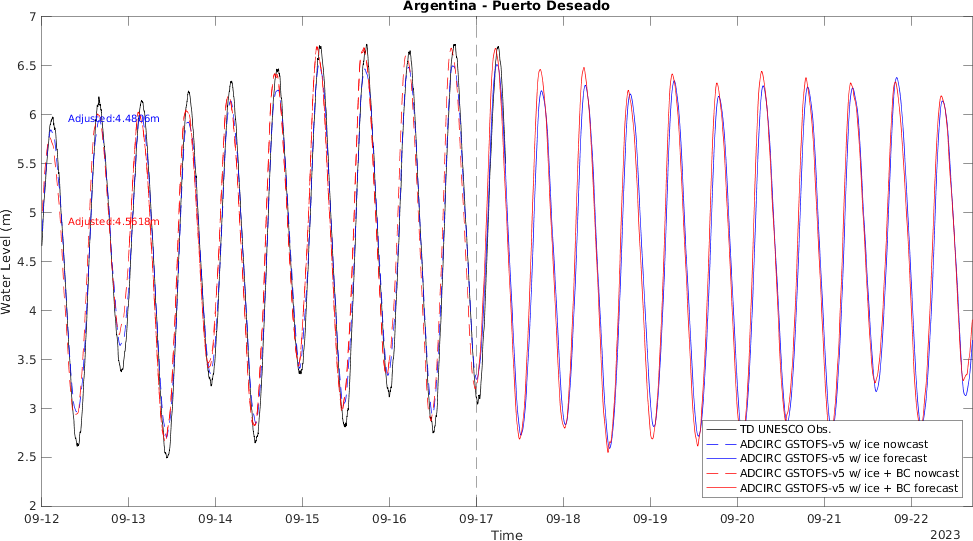 Argentina - Puerto Deseado
7
6.5
6
5.5
5
4.5
4
3.5
3
2.5
2
Water Level (m)
Adjusted:4.4806m
Adjusted:4.5618m
TD UNESCO Obs.
ADCIRC GSTOFS-v5 w/ ice nowcast
ADCIRC GSTOFS-v5 w/ ice forecast
ADCIRC GSTOFS-v5 w/ ice + BC nowcast
ADCIRC GSTOFS-v5 w/ ice + BC forecast
09-12 09-13 09-14 09-15 09-16 09-17 09-18 09-19 09-20 09-21 09-22
Time
2023